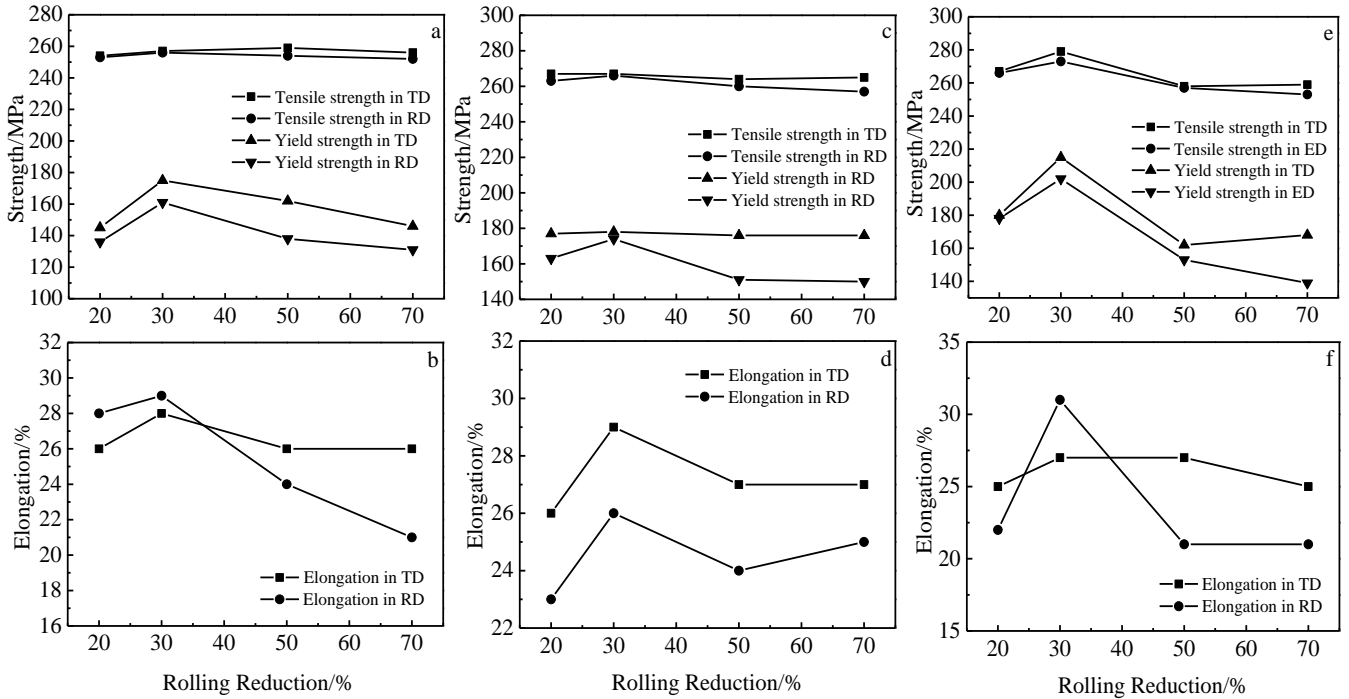 a
280
260
240
220
200
180
160
140
120
100
Strength/MPa
Tensile strength in TD
Tensile strength in RD
Yield strength in TD
Yield strength in RD
20 30 40 50 60 70
c
300
280
260
240
220
200
180
160
140
Strength/MPa
Tensile strength in TD
Tensile strength in RD
Yield strength in RD
Yield strength in RD
20 30 40 50 60 70
e
300
280
260
240
220
200
180
160
140
Strength/MPa
Tensile strength in TD
Tensile strength in ED
Yield strength in TD
Yield strength in ED
20 30 40 50 60 70
b
32
30
28
26
24
22
20
18
16
Elongation/%
Elongation in TD
Elongation in RD
20 30 40 50 60 70
Rolling Reduction/%
d
32
30
28
26
24
22
Elongation/%
Elongation in TD
Elongation in RD
20 30 40 50 60 70
Rolling Reduction/%
f
35
30
25
20
15
Elongation/%
Elongation in TD
Elongation in RD
20 30 40 50 60 70
Rolling Reduction/%